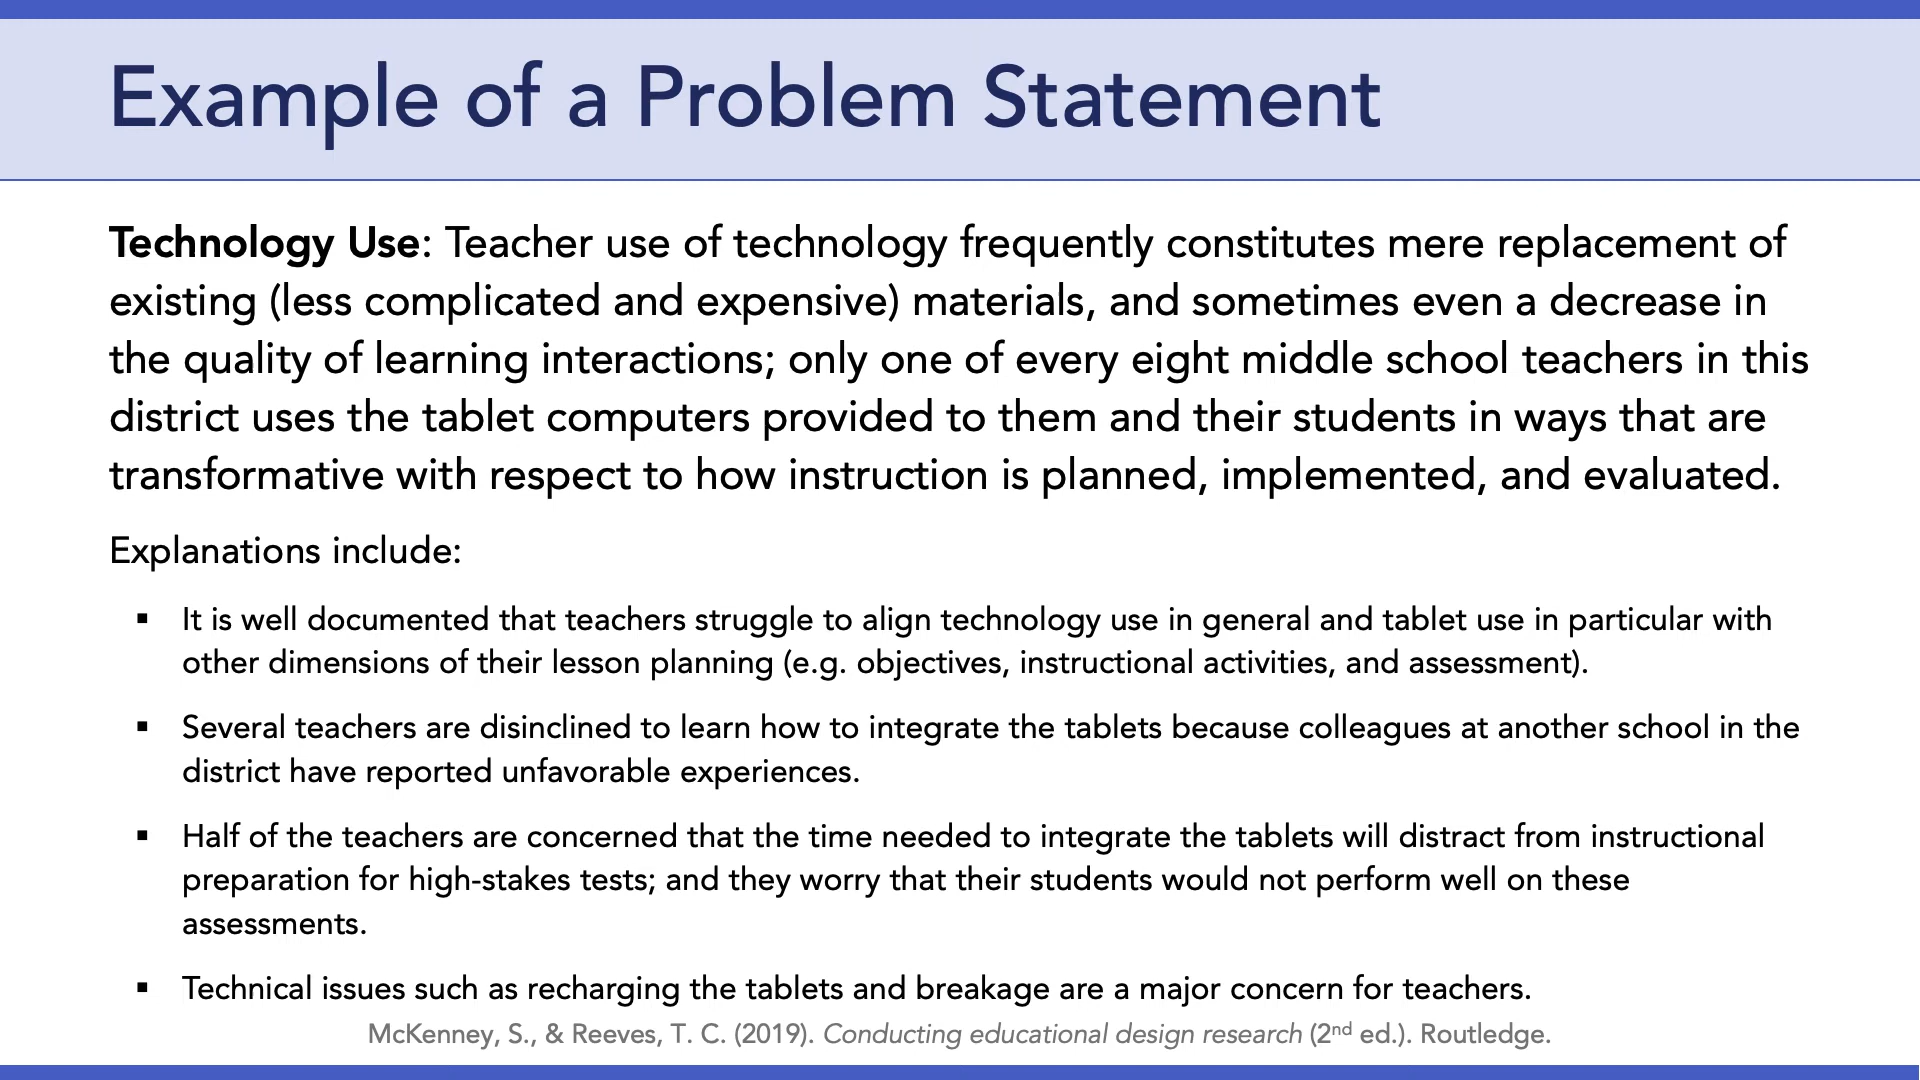 Example of a Problem Statement
Technology Use: Teacher use of technology frequently constitutes mere replacement of
existing (less complicated and expensive) materials, and sometimes even a decrease in
the quality of learning interactions; only one of every eight middle school teachers in this
district uses the tablet computers provided to them and their students in ways that are
transformative with respect to how instruction is planned, implemented, and evaluated.
Explanations include:
▪ It is well documented that teachers struggle to align technology use in general and tablet use in particular with
other dimensions of their lesson planning (e.g. objectives, instructional activities, and assessment).
▪ Several teachers are disinclined to learn how to integrate the tablets because colleagues at another school in the
district have reported unfavorable experiences.
▪ Half of the teachers are concerned that the time needed to integrate the tablets will distract from instructional
preparation for high-stakes tests; and they worry that their students would not perform well on these
assessments.
▪ Technical issues such as recharging the tablets and breakage are a major concern for teachers.
McKenney, S., & Reeves, T. C. (2019). Conducting educational design research (2nd ed.). Routledge.